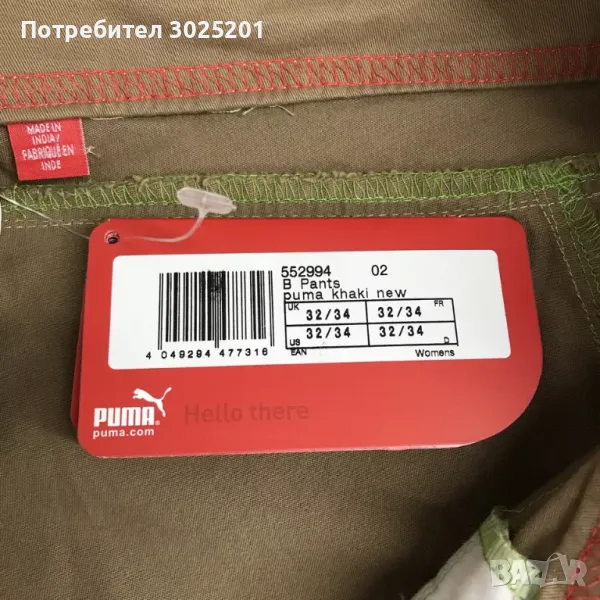 Потребител 3025201
MADE IN
INDIA/
FABRIQUE EN
INDE
552994 02
B Pants
puma khaki new
UK 32/34 32/34 FR
US 32/34 32/34 D
EAN Womens
4 049294 477316
PUMA
puma.com
Hello there
BAZAR